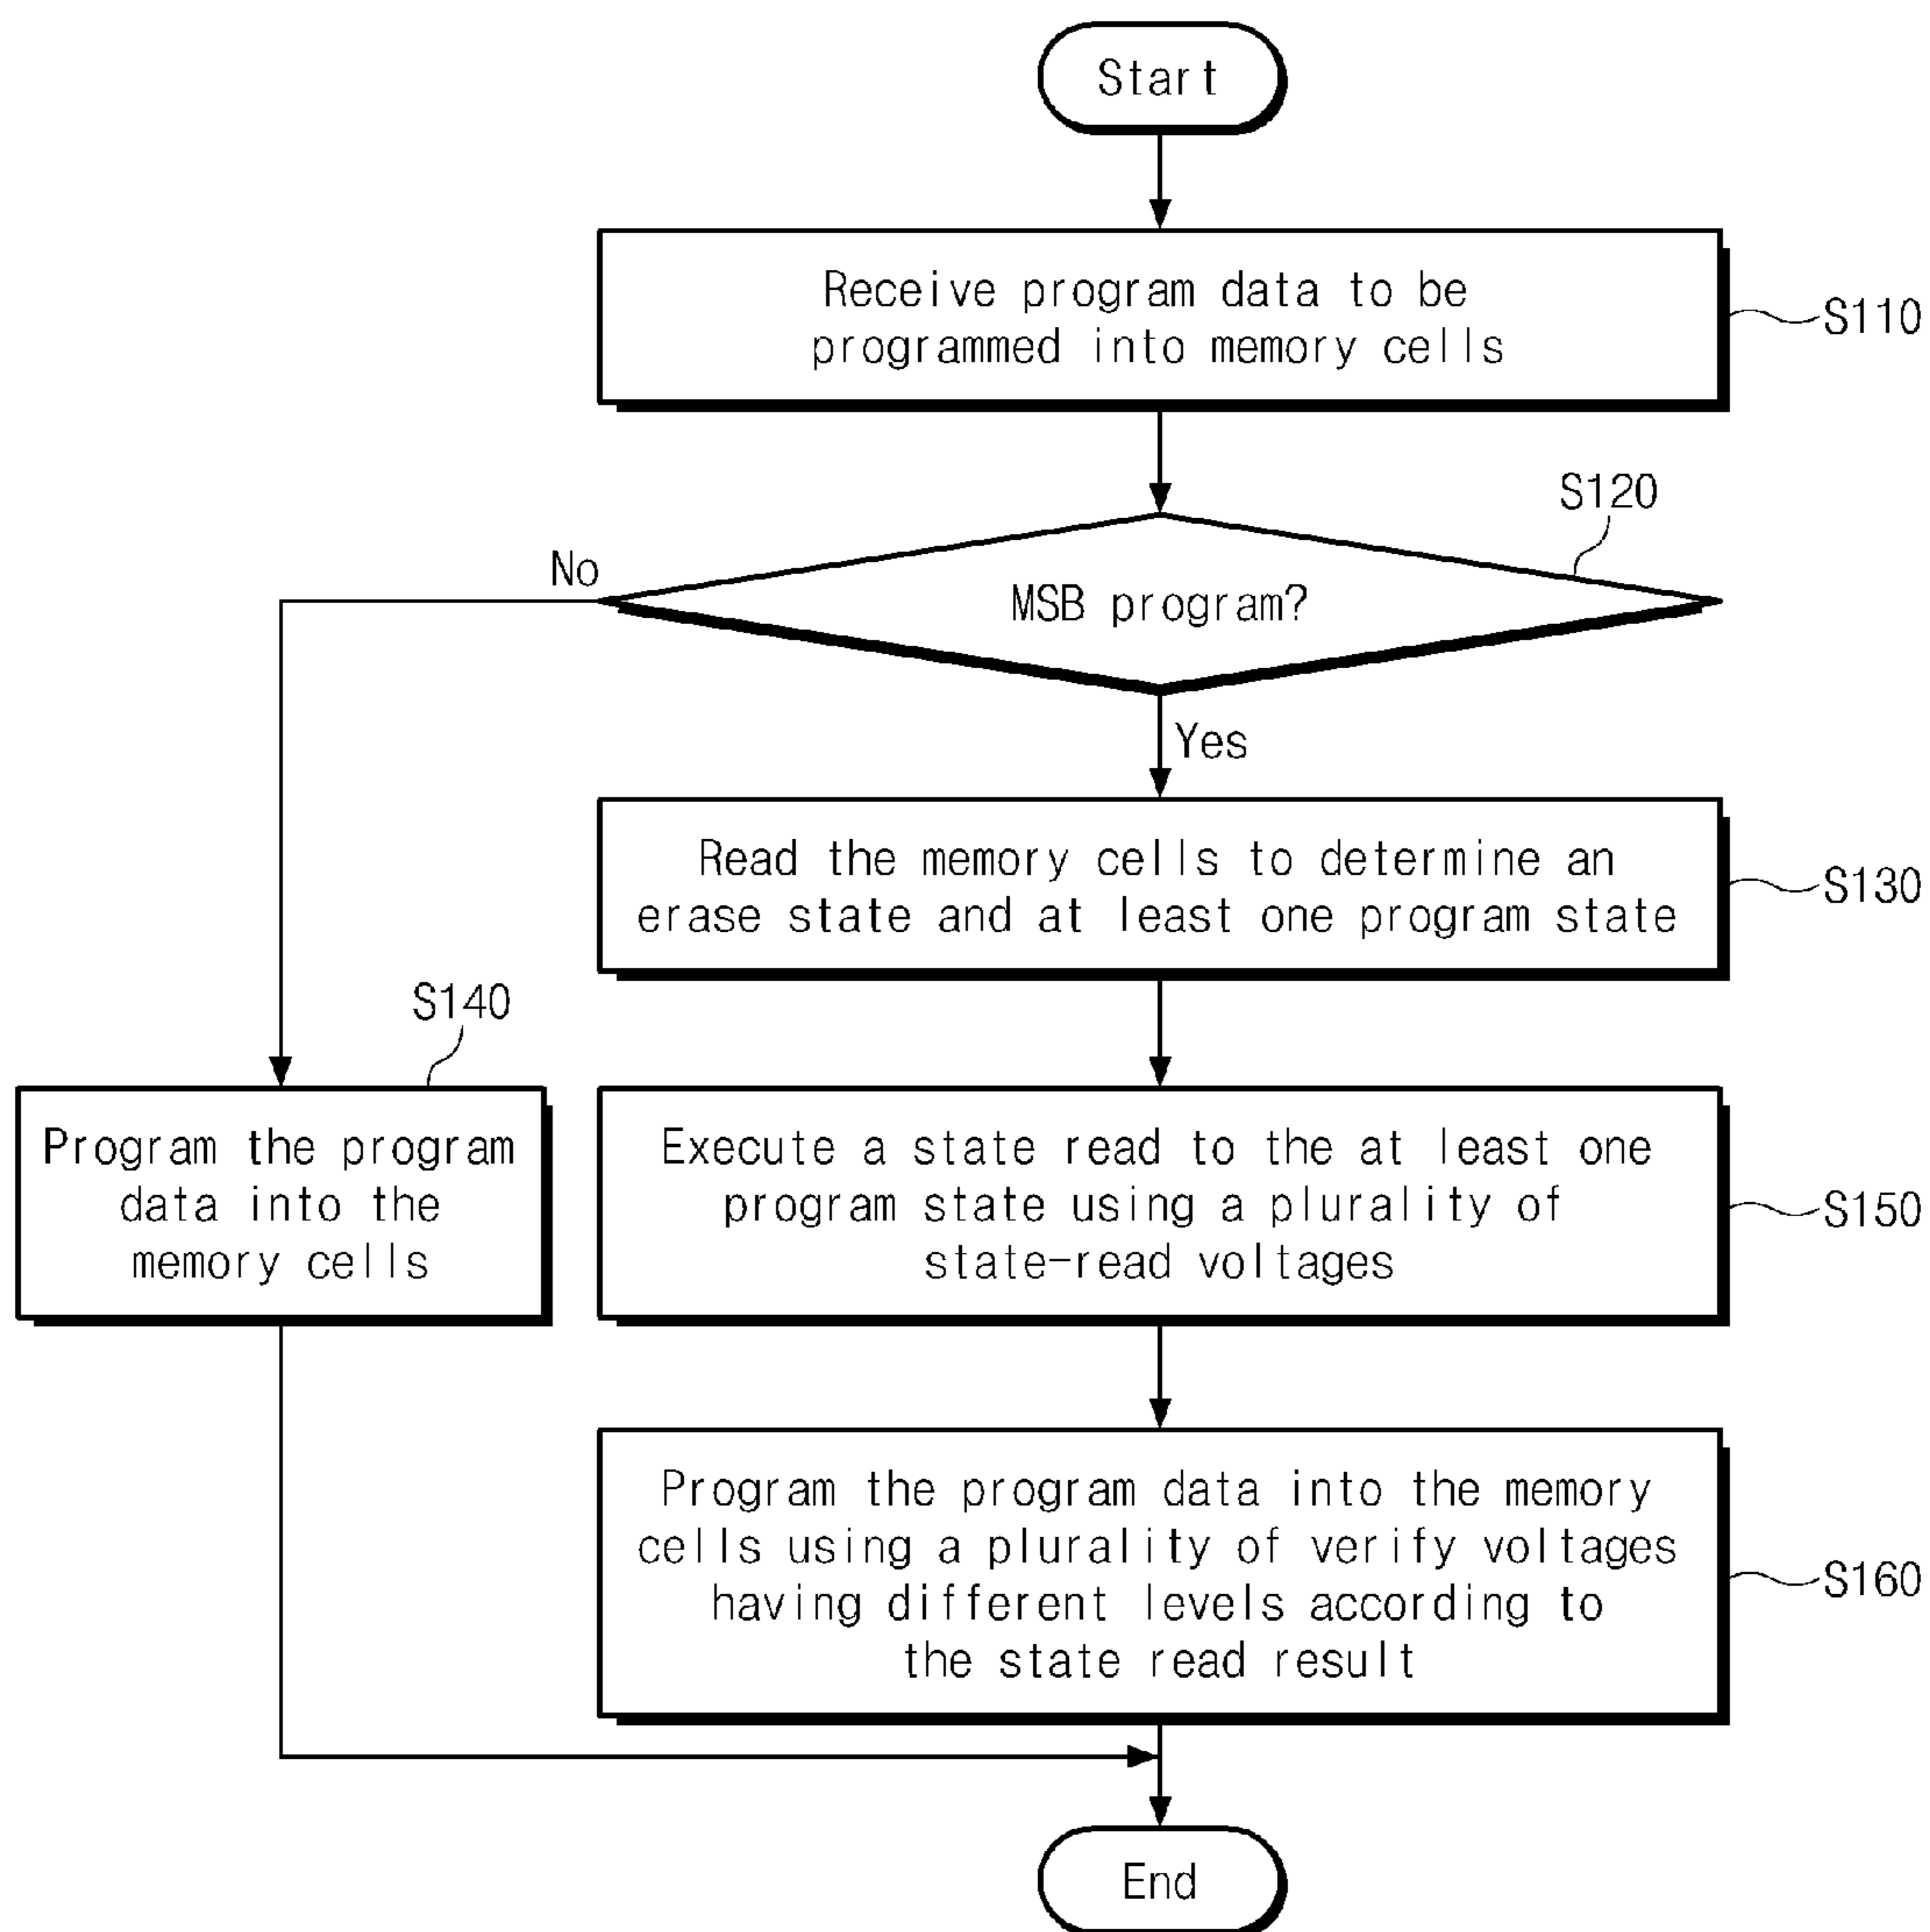 Start
Receive program data to be
programmed into memory cells
S110
S120
No
MSB program?
Yes
Read the memory cells to determine an
erase state and at least one program state
S130
S140
Program the program
data into the
memory cells
Execute a state read to the at least one
program state using a plurality of
state-read voltages
S150
Program the program data into the memory
cells using a plurality of verify voltages
having different levels according to
the state read result
S160
End